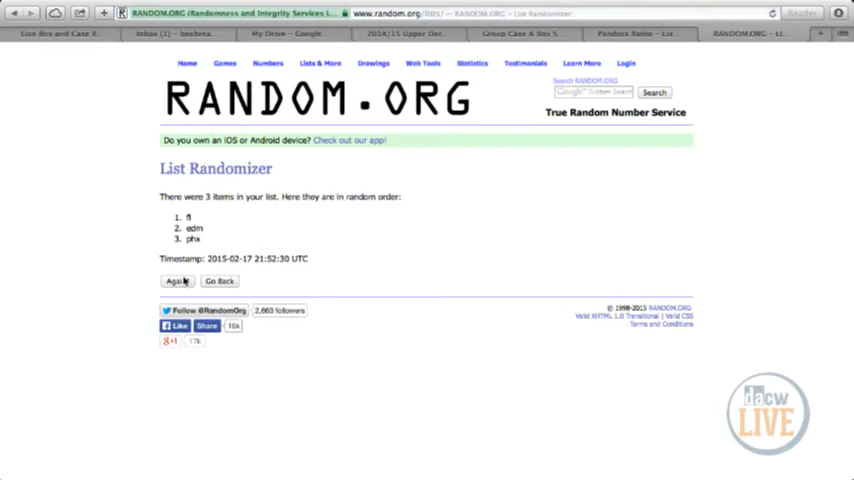 RANDOM.ORG (Randomness and Integrity Services L... www.random.org/lists/ — RANDOM.ORG - List Randomizer Reader
Live Box and Case B... Inbox (1) — boxbrea... My Drive – Google... 2014/15 Upper Dec... Group Case & Box S... Pandora Radio – Lis... RANDOM.ORG – Li...
Home Games Numbers Lists & More Drawings Web Tools Statistics Testimonials Learn More Login
Search RANDOM.ORG
RANDOM.ORG
Google™ Custom Search Search
True Random Number Service
Do you own an iOS or Android device? Check out our app!
List Randomizer
There were 3 items in your list. Here they are in random order:
1. fl
2. edm
3. phx
Timestamp: 2015-02-17 21:52:30 UTC
Again Go Back
Follow @RandomOrg 2,663 followers
© 1998-2015 RANDOM.ORG
Valid XHTML 1.0 Transitional | Valid CSS
Like Share 16k
Terms and Conditions
g+1 17k
dacw
LIVE